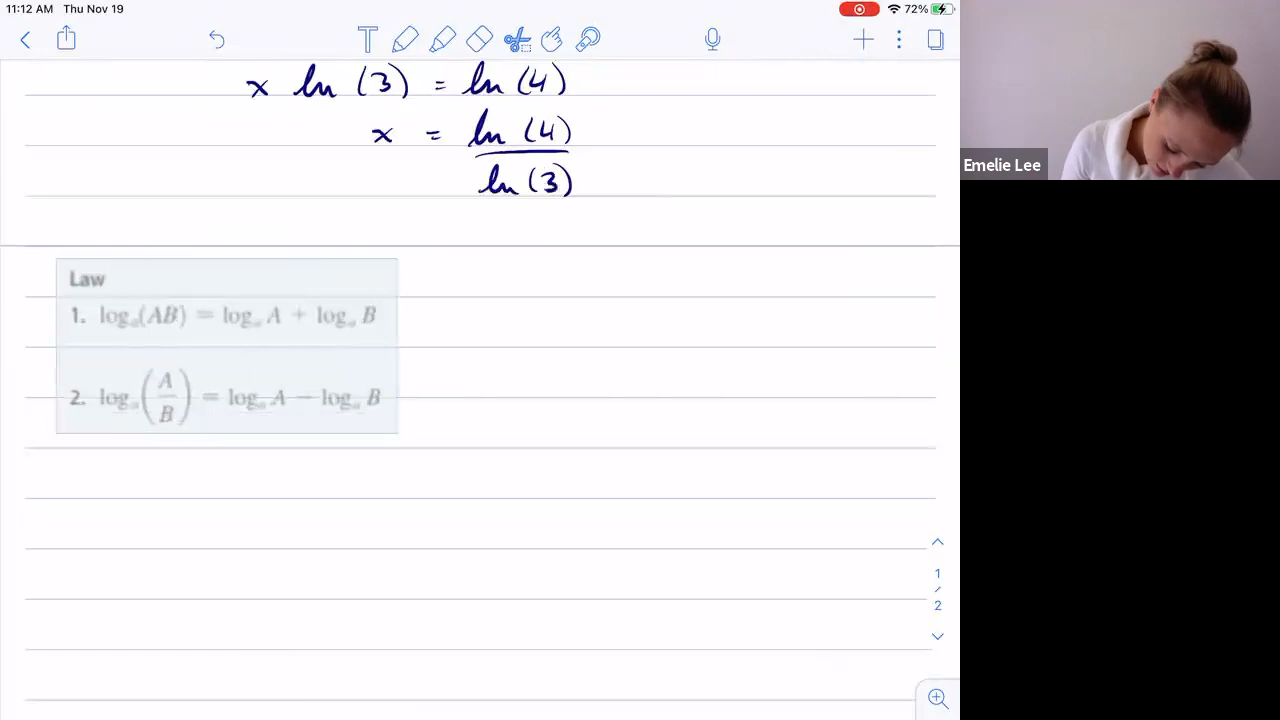 11:12 AM Thu Nov 19
72%
x ln (3) = ln (4)
x = ln (4)
ln (3)
Emelie Lee
Law
1. logₐ(AB) = logₐ A + logₐ B
2. logₐ(A/B) = logₐ A − logₐ B
1
/
2